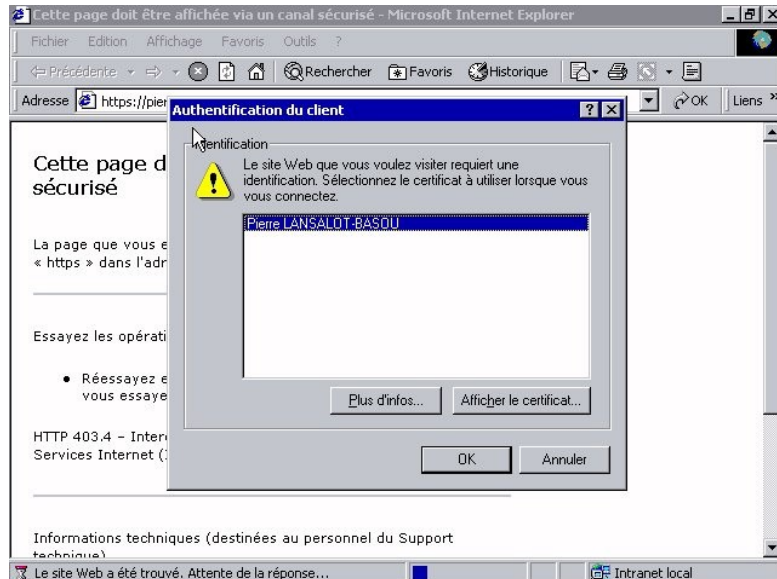 Cette page doit être affichée via un canal sécurisé - Microsoft Internet Explorer
Fichier Edition Affichage Favoris Outils ?
Précédente Rechercher Favoris Historique
Adresse https://pier OK Liens »
Authentification du client
Identification
Le site Web que vous voulez visiter requiert une
identification. Sélectionnez le certificat à utiliser lorsque vous
vous connectez.
Pierre LANSALOT-BASOU
Plus d'infos... Afficher le certificat...
OK Annuler
Cette page d
sécurisé
La page que vous e
« https » dans l'adr
Essayez les opérati
• Réessayez e
vous essaye
HTTP 403.4 - Inter
Services Internet (
Informations techniques (destinées au personnel du Support
technique)
Le site Web a été trouvé. Attente de la réponse... Intranet local